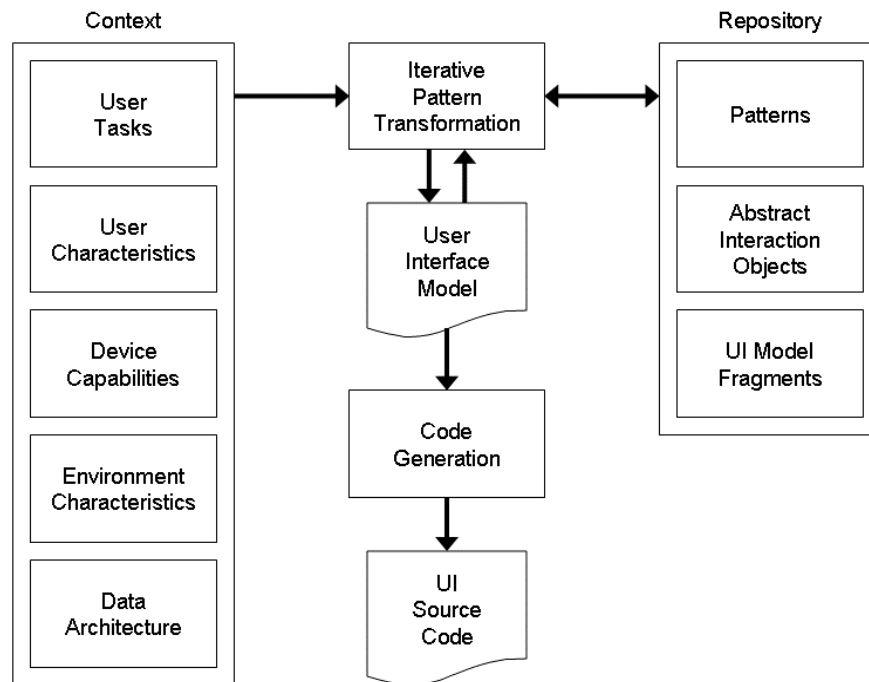 Context
User
Tasks
User
Characteristics
Device
Capabilities
Environment
Characteristics
Data
Architecture
Iterative
Pattern
Transformation
User
Interface
Model
Code
Generation
UI
Source
Code
Repository
Patterns
Abstract
Interaction
Objects
UI Model
Fragments